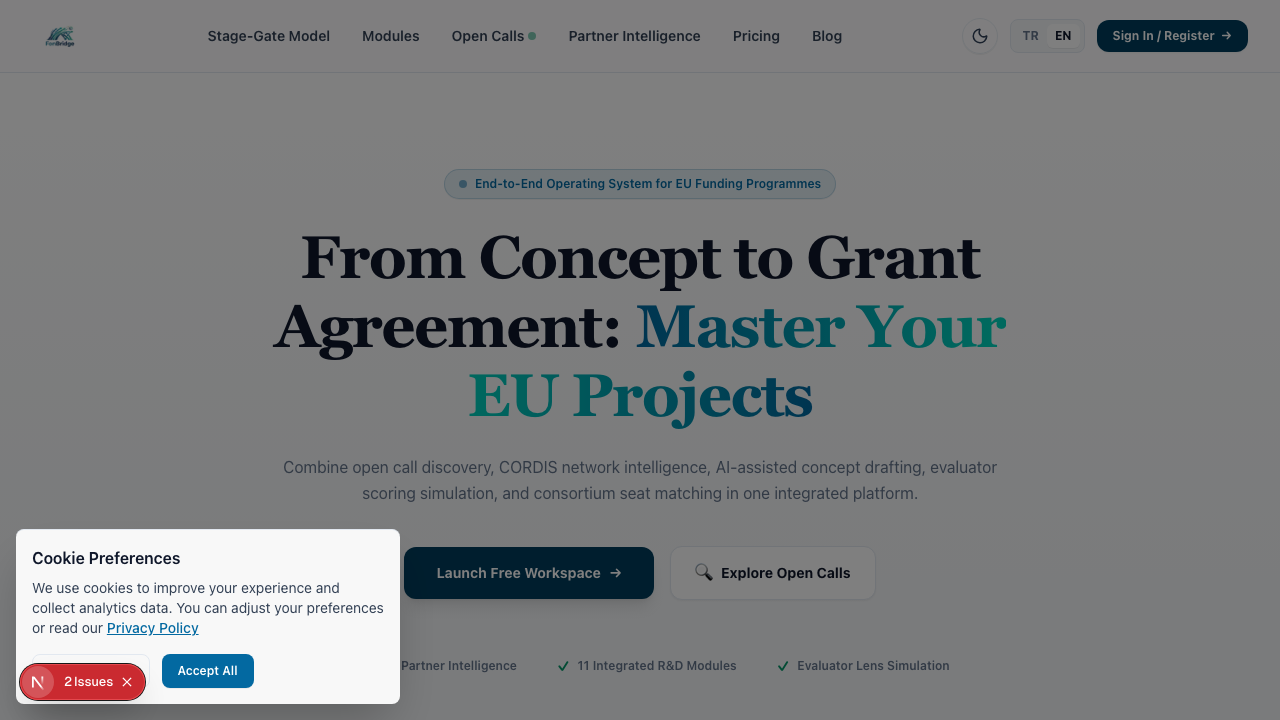 FonBridge
Stage-Gate Model
Modules
Open Calls
Partner Intelligence
Pricing
Blog
TR
EN
Sign In / Register →
End-to-End Operating System for EU Funding Programmes
From Concept to Grant
Agreement: Master Your
EU Projects
Combine open call discovery, CORDIS network intelligence, AI-assisted concept drafting, evaluator
scoring simulation, and consortium seat matching in one integrated platform.
Launch Free Workspace →
Explore Open Calls
Partner Intelligence
✓ 11 Integrated R&D Modules
✓ Evaluator Lens Simulation
Cookie Preferences
We use cookies to improve your experience and
collect analytics data. You can adjust your preferences
or read our Privacy Policy
Accept All
N
2 Issues